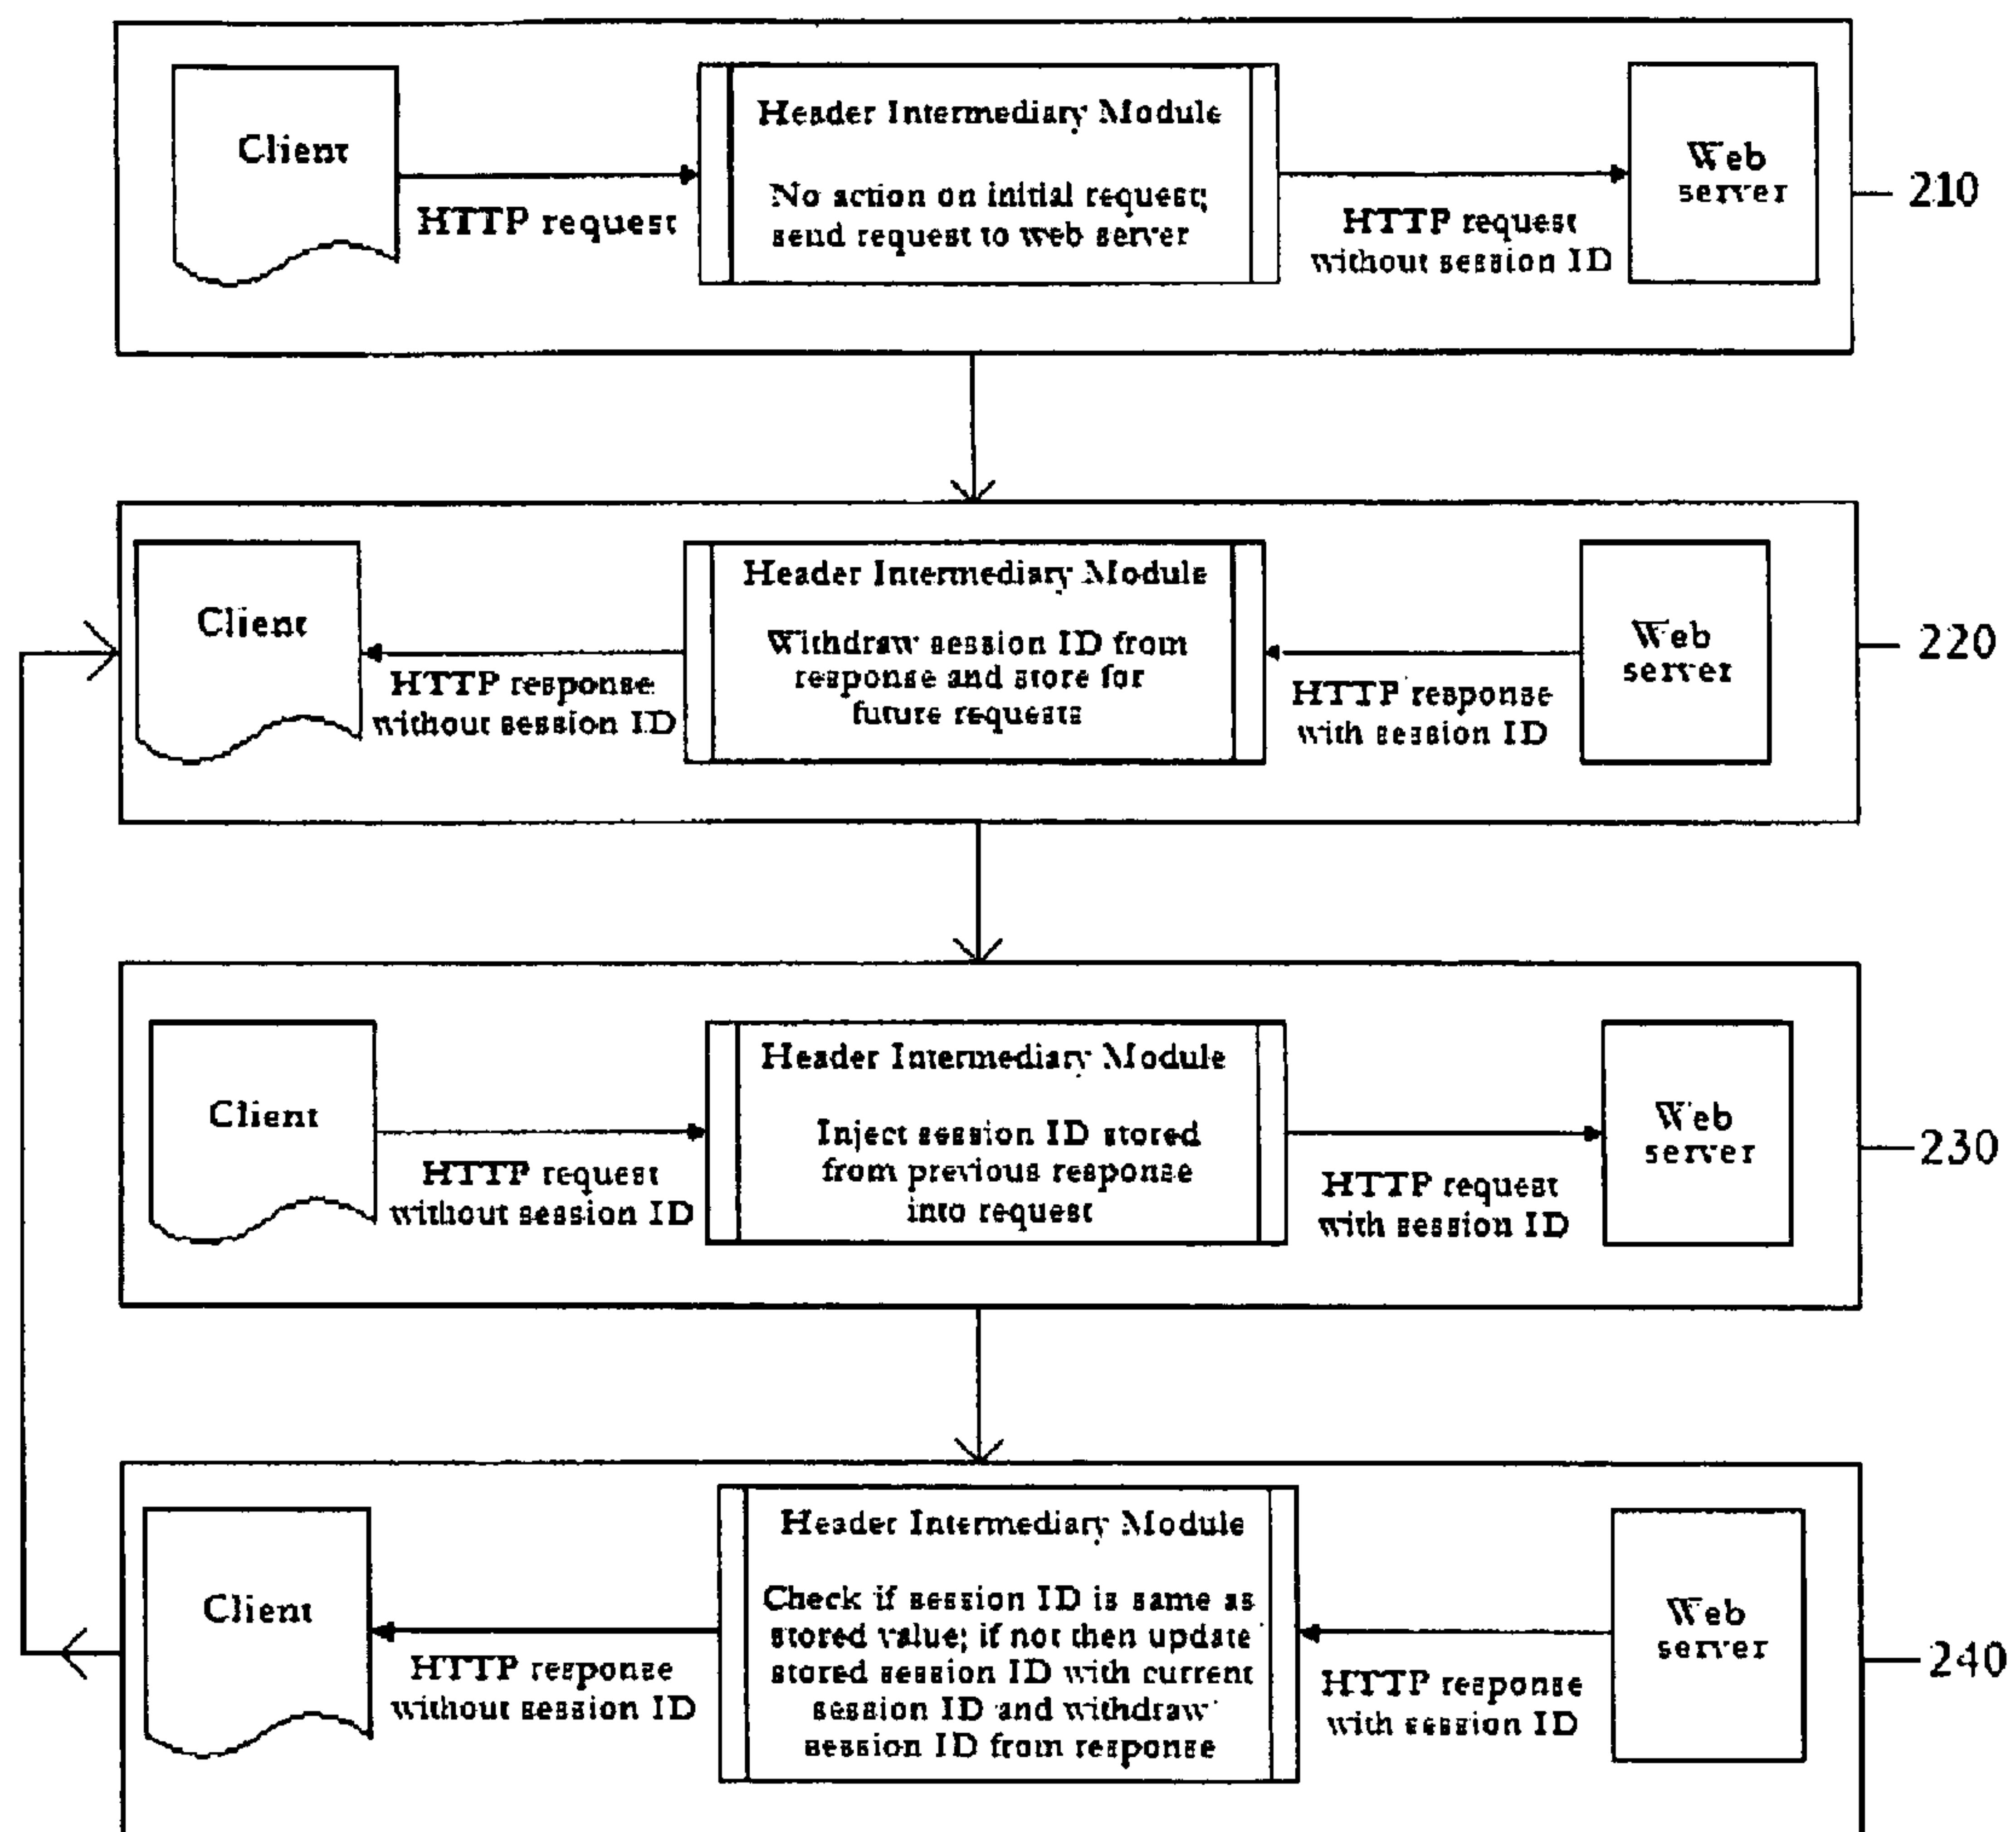 Client
HTTP request
Header Intermediary Module
No action on initial request;
send request to web server
HTTP request
without session ID
Web
server
210
Client
HTTP response
without session ID
Header Intermediary Module
Withdraw session ID from
response and store for
future requests
HTTP response
with session ID
Web
server
220
Client
HTTP request
without session ID
Header Intermediary Module
Inject session ID stored
from previous response
into request
HTTP request
with session ID
Web
server
230
Client
HTTP response
without session ID
Header Intermediary Module
Check if session ID is same as
stored value; if not then update
stored session ID with current
session ID and withdraw
session ID from response
HTTP response
with session ID
Web
server
240